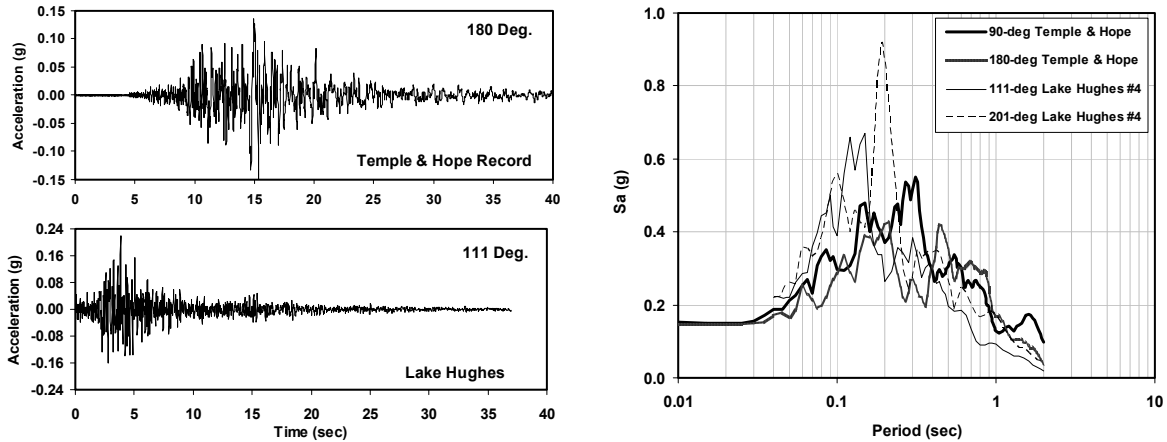 180 Deg.
0.15
0.10
0.05
0.00
-0.05
-0.10
-0.15
Acceleration (g)
Temple & Hope Record
0 5 10 15 20 25 30 35 40
111 Deg.
0.24
0.16
0.08
0.00
-0.08
-0.16
-0.24
Acceleration (g)
Lake Hughes
0 5 10 15 20 25 30 35 40
Time (sec)
1.0
0.8
0.6
0.4
0.2
0.0
Sa (g)
90-deg Temple & Hope
180-deg Temple & Hope
111-deg Lake Hughes #4
201-deg Lake Hughes #4
0.01 0.1 1 10
Period (sec)